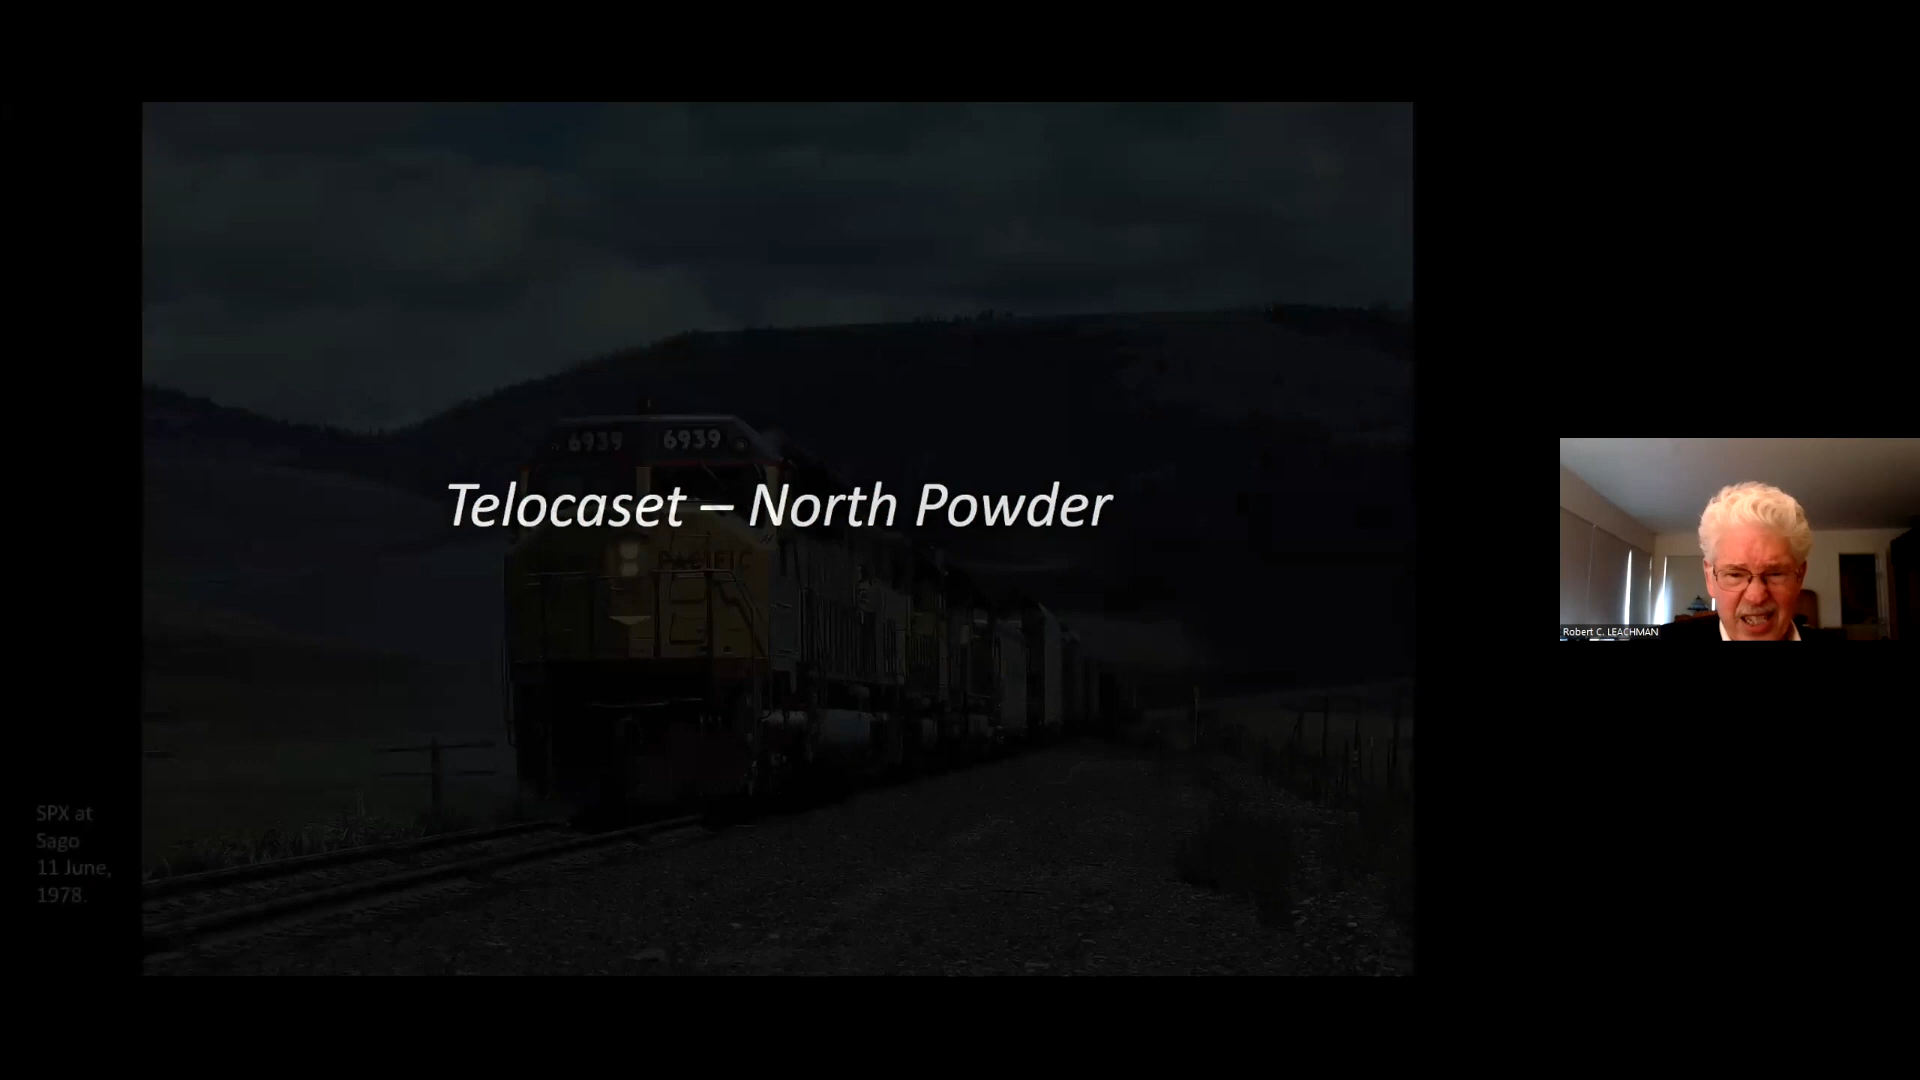 6939 6939
Telocaset – North Powder
PACIFIC
Robert C. LEACHMAN
SPX at
Sago
11 June,
1978.